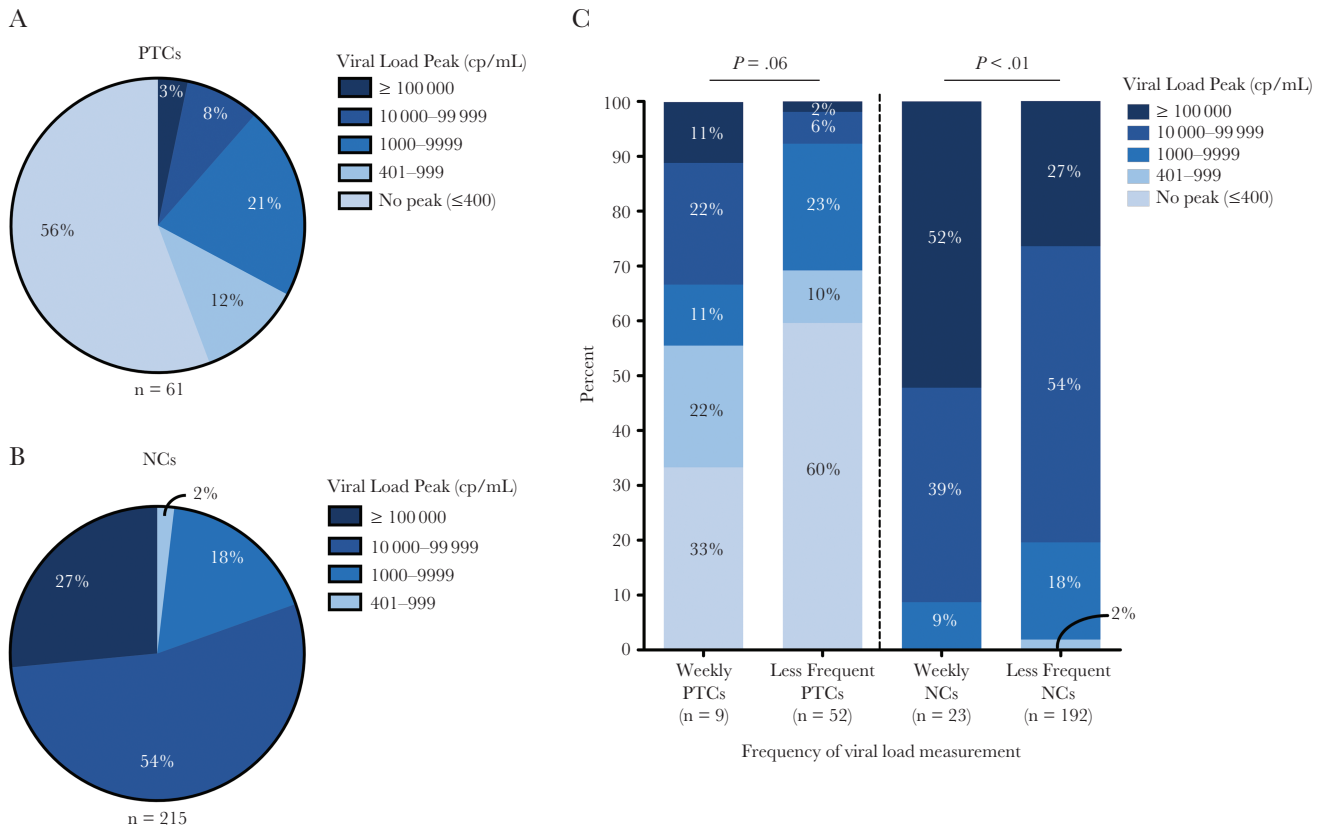 A
PTCs
Viral Load Peak (cp/mL)
≥ 100 000
10 000–99 999
1000–9999
401–999
No peak (≤400)
3%
8%
21%
12%
56%
n = 61
B
NCs
Viral Load Peak (cp/mL)
≥ 100 000
10 000–99 999
1000–9999
401–999
2%
18%
27%
54%
n = 215
C
P = .06
P < .01
Viral Load Peak (cp/mL)
≥ 100 000
10 000–99 999
1000–9999
401–999
No peak (≤400)
Percent
100
90
80
70
60
50
40
30
20
10
0
11%
22%
11%
22%
33%
2%
6%
23%
10%
60%
52%
39%
9%
27%
54%
18%
2%
Weekly
PTCs
(n = 9)
Less Frequent
PTCs
(n = 52)
Weekly
NCs
(n = 23)
Less Frequent
NCs
(n = 192)
Frequency of viral load measurement